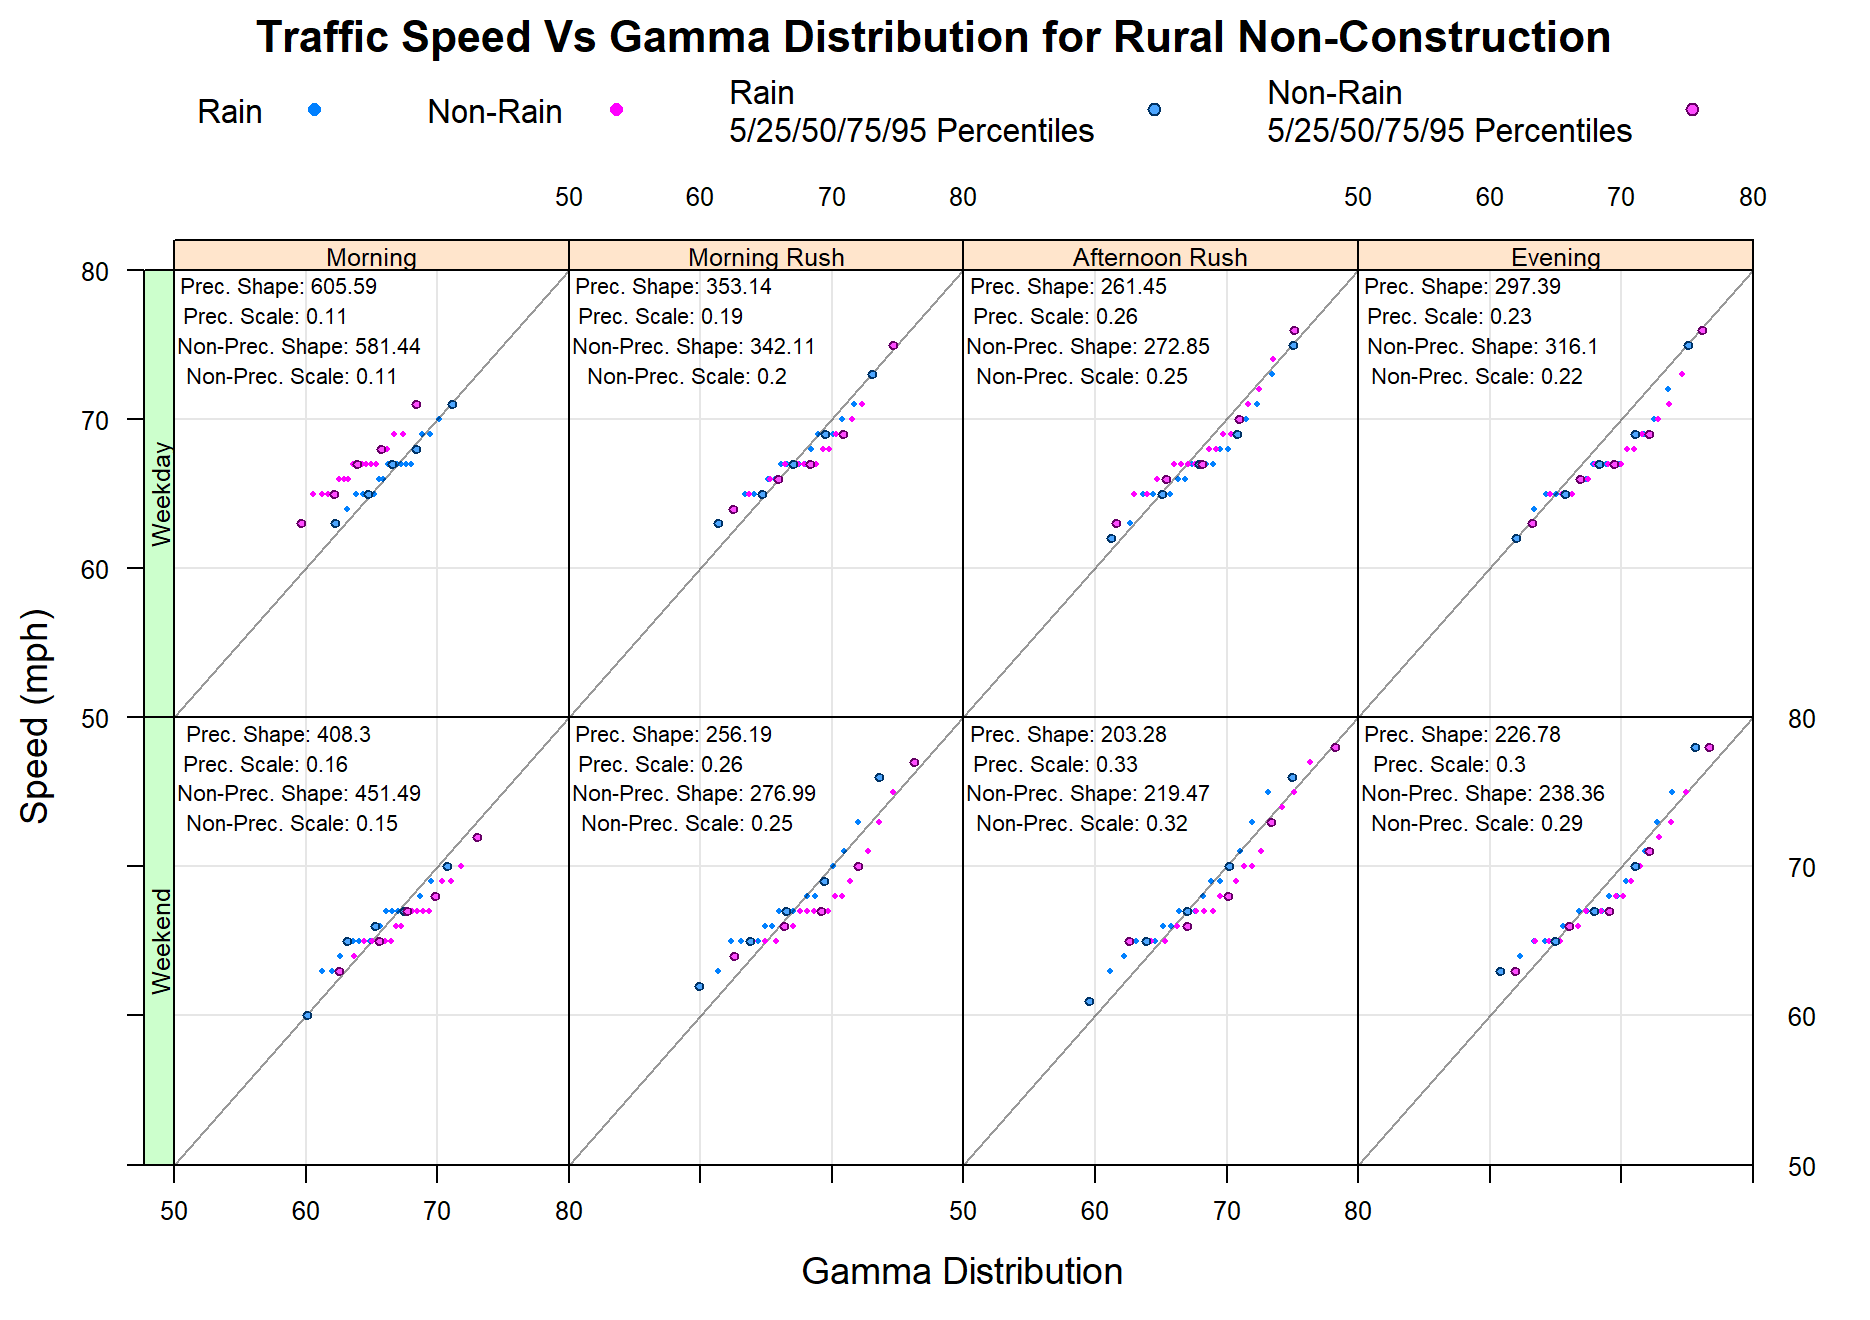 Traffic Speed Vs Gamma Distribution for Rural Non-Construction
Rain
Non-Rain
Rain
5/25/50/75/95 Percentiles
Non-Rain
5/25/50/75/95 Percentiles
50 60 70 80 50 60 70 80
Morning
Morning Rush
Afternoon Rush
Evening
80
70
60
50
Weekday
Prec. Shape: 605.59
Prec. Scale: 0.11
Non-Prec. Shape: 581.44
Non-Prec. Scale: 0.11
Prec. Shape: 353.14
Prec. Scale: 0.19
Non-Prec. Shape: 342.11
Non-Prec. Scale: 0.2
Prec. Shape: 261.45
Prec. Scale: 0.26
Non-Prec. Shape: 272.85
Non-Prec. Scale: 0.25
Prec. Shape: 297.39
Prec. Scale: 0.23
Non-Prec. Shape: 316.1
Non-Prec. Scale: 0.22
Speed (mph)
Weekend
Prec. Shape: 408.3
Prec. Scale: 0.16
Non-Prec. Shape: 451.49
Non-Prec. Scale: 0.15
Prec. Shape: 256.19
Prec. Scale: 0.26
Non-Prec. Shape: 276.99
Non-Prec. Scale: 0.25
Prec. Shape: 203.28
Prec. Scale: 0.33
Non-Prec. Shape: 219.47
Non-Prec. Scale: 0.32
Prec. Shape: 226.78
Prec. Scale: 0.3
Non-Prec. Shape: 238.36
Non-Prec. Scale: 0.29
80
70
60
50
50 60 70 80 50 60 70 80
Gamma Distribution